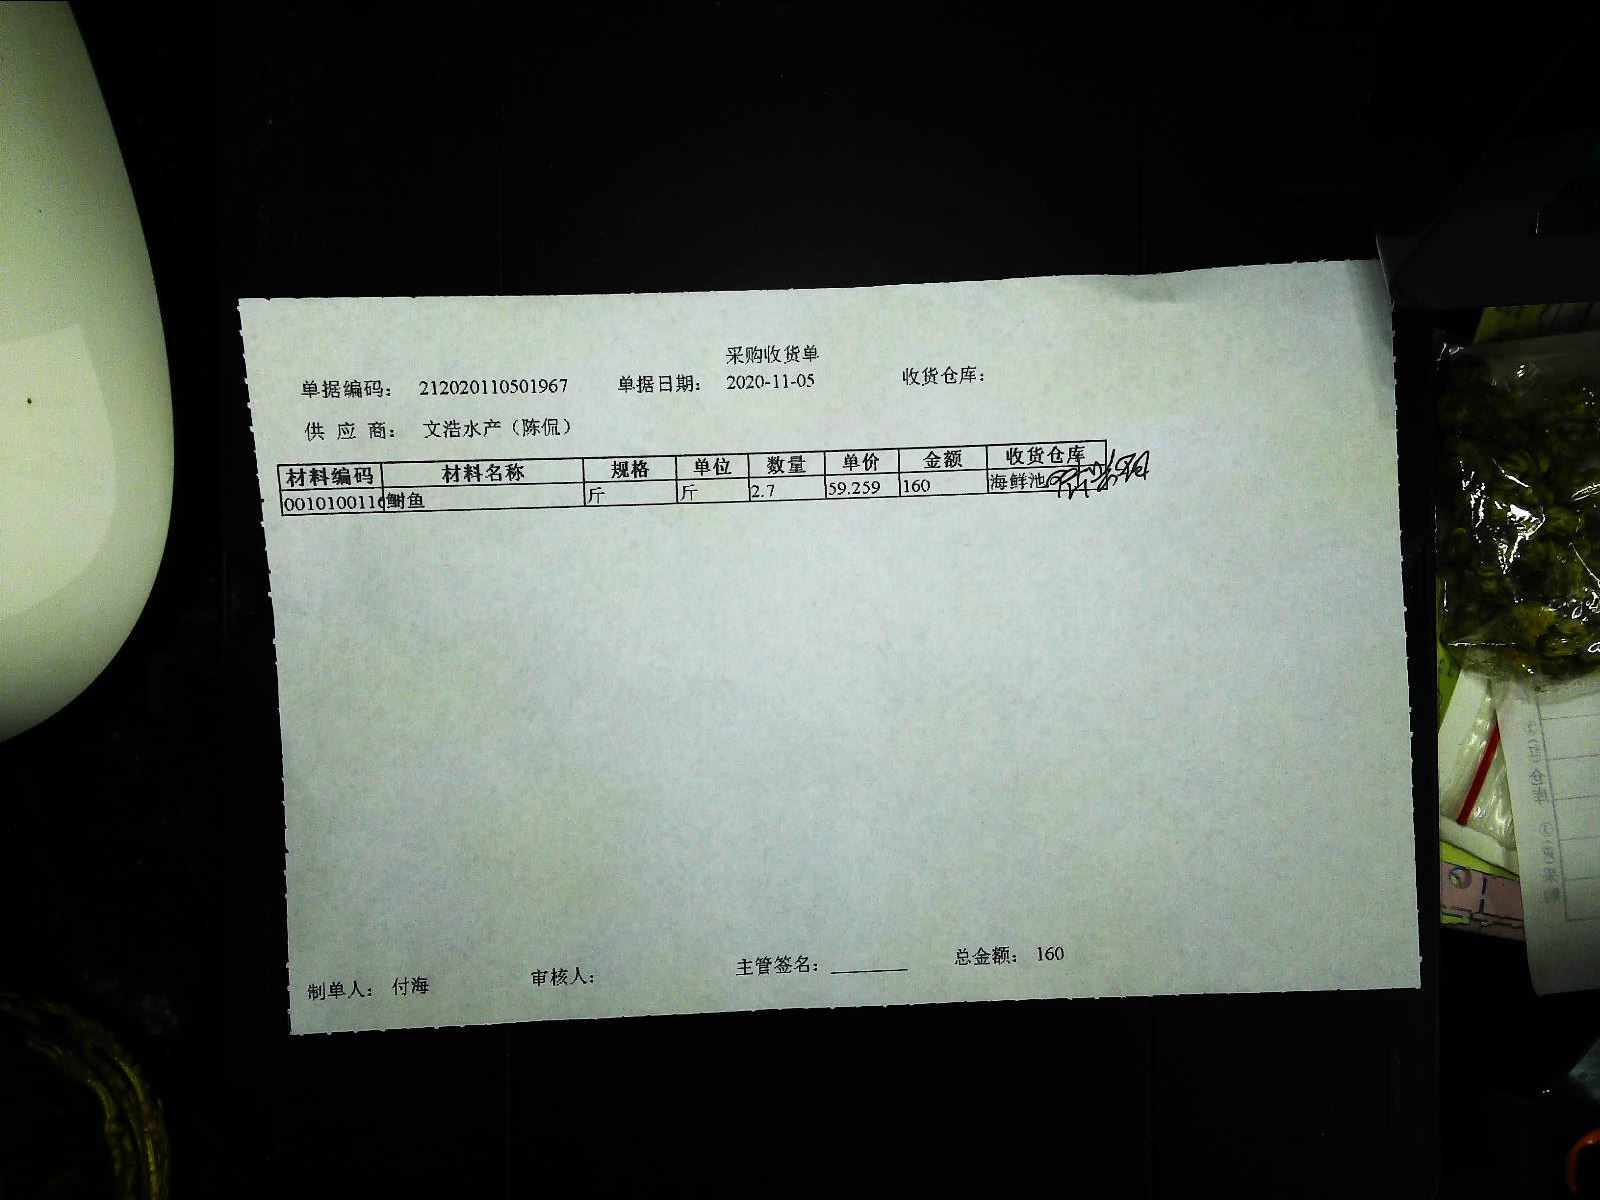 采购收货单
单据编码： 212020110501967 单据日期： 2020-11-05 收货仓库：
供 应 商： 文浩水产（陈侃）
材料编码 材料名称 规格 单位 数量 单价 金额 收货仓库
001010011 鲥鱼 斤 斤 2.7 59.259 160 海鲜池
制单人： 付海 审核人： 主管签名：________ 总金额： 160